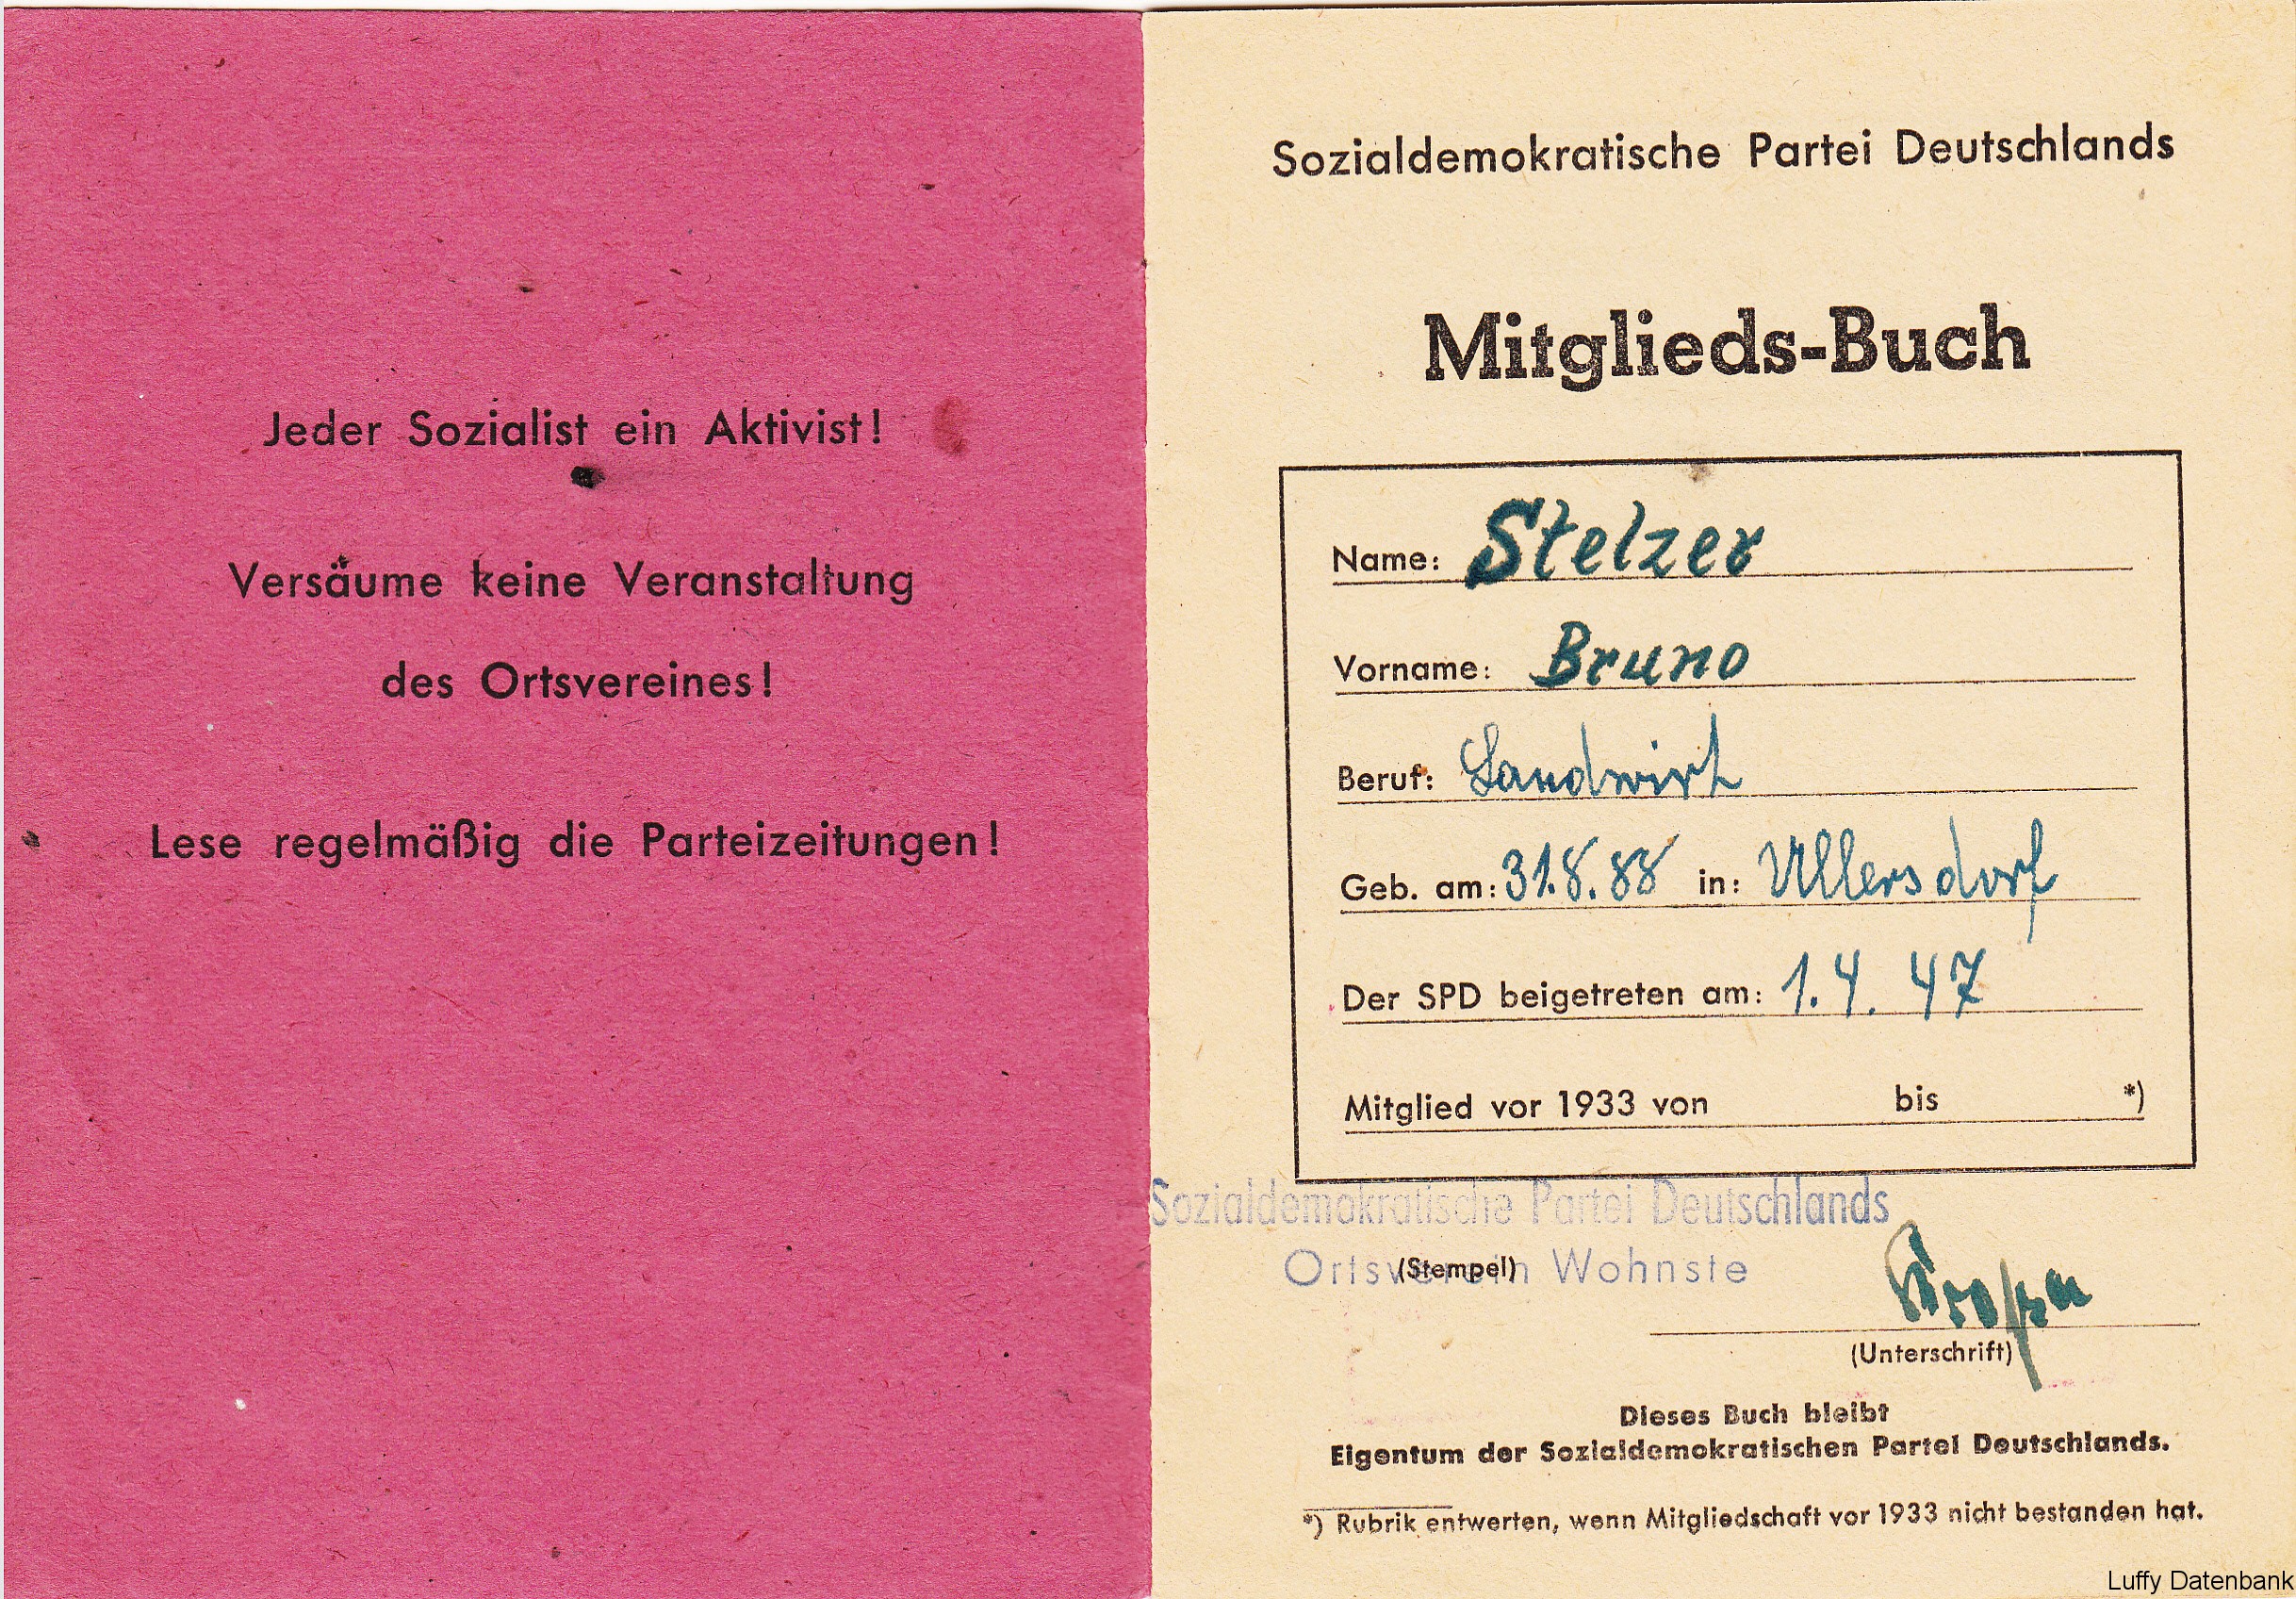 Jeder Sozialist ein Aktivist!
Versäume keine Veranstaltung
des Ortsvereines!
Lese regelmäßig die Parteizeitungen!
Sozialdemokratische Partei Deutschlands
Mitglieds-Buch
Name: Stelzer
Vorname: Bruno
Beruf: Landwirt
Geb. am: 31.8.88 in: Ullersdorf
Der SPD beigetreten am: 1.4.47
Mitglied vor 1933 von bis *)
Sozialdemokratische Partei Deutschlands
Ortsverein Wohnste
(Stempel)
(Unterschrift)
Dieses Buch bleibt
Eigentum der Sozialdemokratischen Partei Deutschlands.
*) Rubrik entwerten, wenn Mitgliedschaft vor 1933 nicht bestanden hat.
Luffy Datenbank